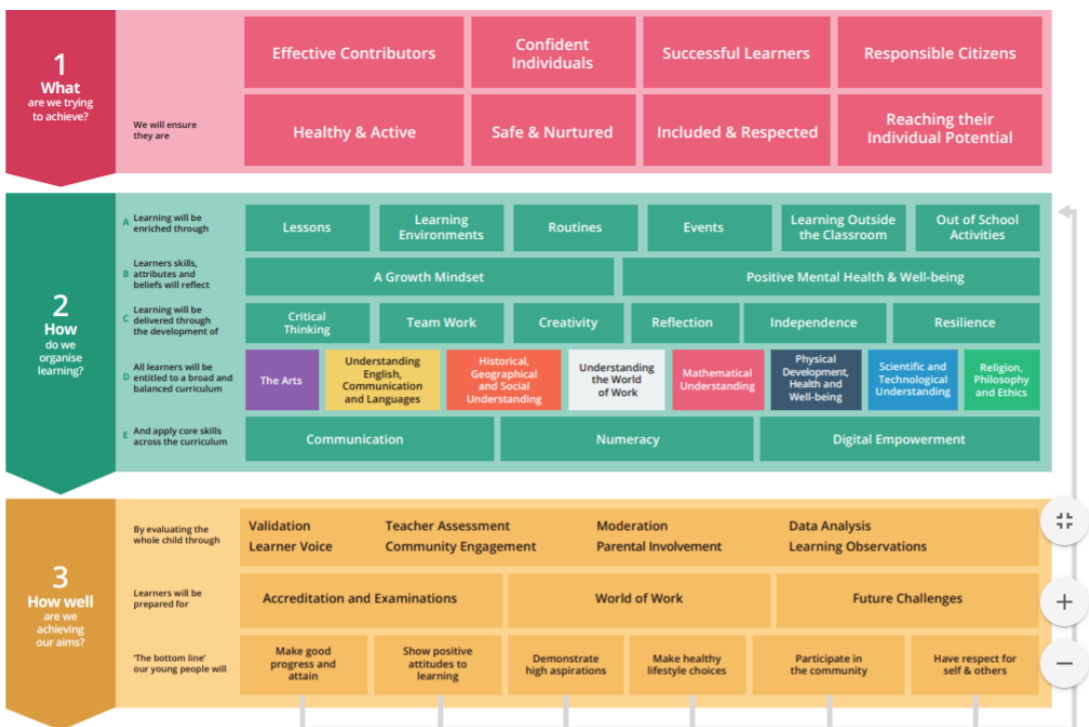 1
What
are we trying
to achieve?
Effective Contributors
Confident
Individuals
Successful Learners
Responsible Citizens
We will ensure
they are
Healthy & Active
Safe & Nurtured
Included & Respected
Reaching their
Individual Potential
2
How
do we
organise
learning?
A Learning will be
enriched through
Lessons
Learning
Environments
Routines
Events
Learning Outside
the Classroom
Out of School
Activities
B Learners skills,
attributes and
beliefs will reflect
A Growth Mindset
Positive Mental Health & Well-being
C Learning will be
delivered through
the development of
Critical
Thinking
Team Work
Creativity
Reflection
Independence
Resilience
D All learners will be
entitled to a broad and
balanced curriculum
The Arts
Understanding
English,
Communication
and Languages
Historical,
Geographical
and Social
Understanding
Understanding
the World
of Work
Mathematical
Understanding
Physical
Development,
Health and
Well-being
Scientific and
Technological
Understanding
Religion,
Philosophy
and Ethics
E And apply core skills
across the curriculum
Communication
Numeracy
Digital Empowerment
3
How well
are we
achieving
our aims?
By evaluating the
whole child through
Validation
Teacher Assessment
Moderation
Data Analysis
Learner Voice
Community Engagement
Parental Involvement
Learning Observations
Learners will be
prepared for
Accreditation and Examinations
World of Work
Future Challenges
'The bottom line'
our young people will
Make good
progress and
attain
Show positive
attitudes to
learning
Demonstrate
high aspirations
Make healthy
lifestyle choices
Participate in
the community
Have respect for
self & others